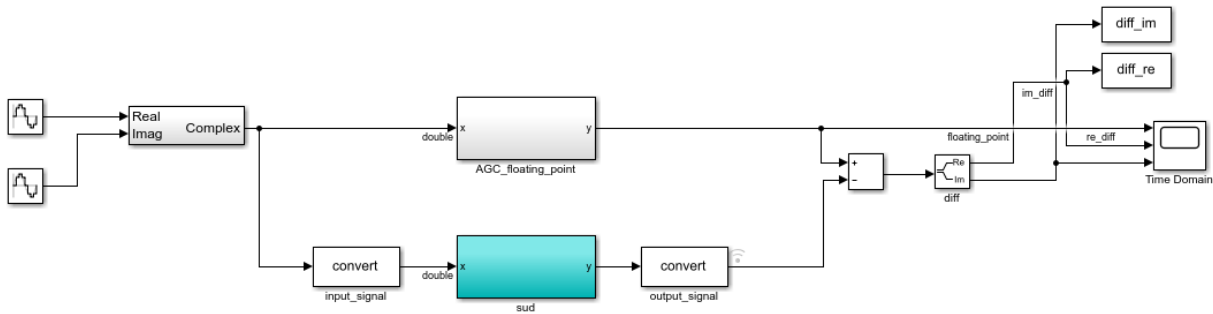 diff_im
diff_re
im_diff
Real
Imag
Complex
double
x
y
AGC_floating_point
floating_point
re_diff
+
−
Re
Im
diff
Time Domain
convert
input_signal
double
x
y
sud
convert
output_signal